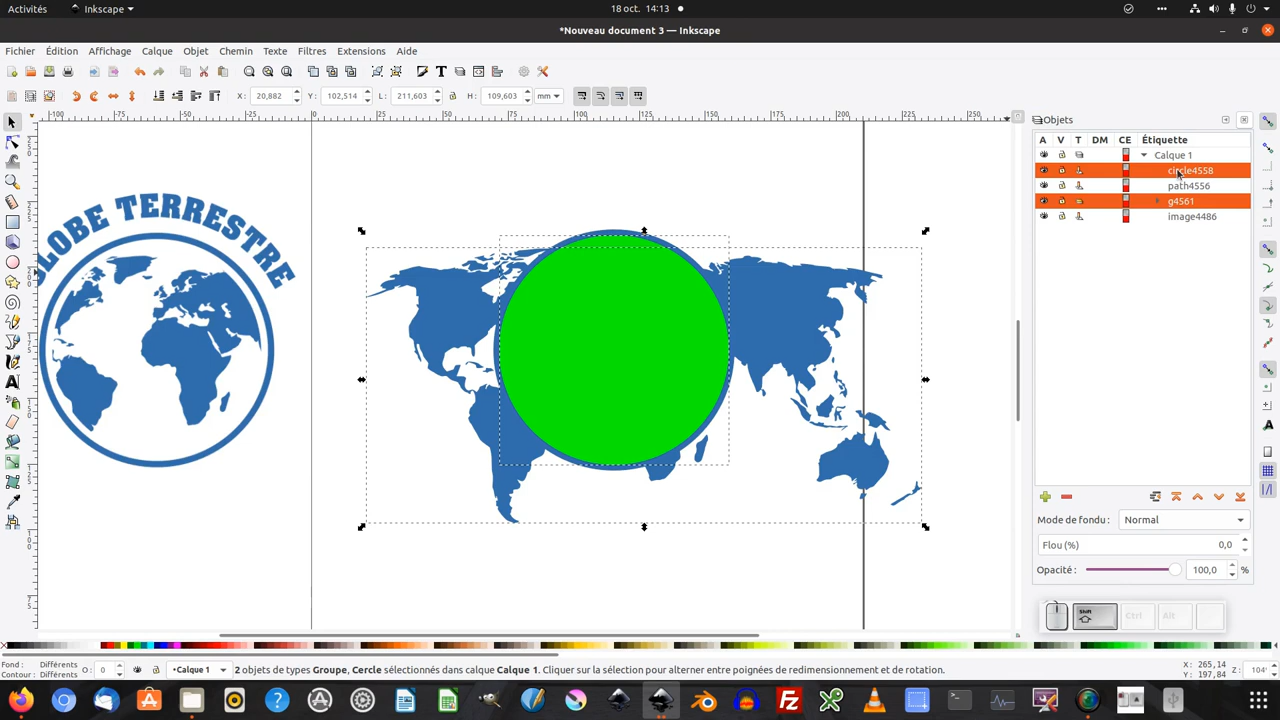 Activités
Inkscape
18 oct. 14:13
*Nouveau document 3 — Inkscape
Fichier Édition Affichage Calque Objet Chemin Texte Filtres Extensions Aide
X: 20,882 Y: 102,514 L: 211,603 H: 109,603 mm
Objets
A V T DM CE Étiquette
Calque 1
circle4558
path4556
g4561
image4486
GLOBE TERRESTRE
Mode de fondu : Normal
Flou (%) 0,0
Opacité : 100,0 %
Shift Ctrl Alt
Fond : Différents
Contour : Différents
O: 0
•Calque 1
2 objets de types Groupe, Cercle sélectionnés dans calque Calque 1. Cliquer sur la sélection pour alterner entre poignées de redimensionnement et de rotation.
X: 265,14
Y: 197,84
Z: 104